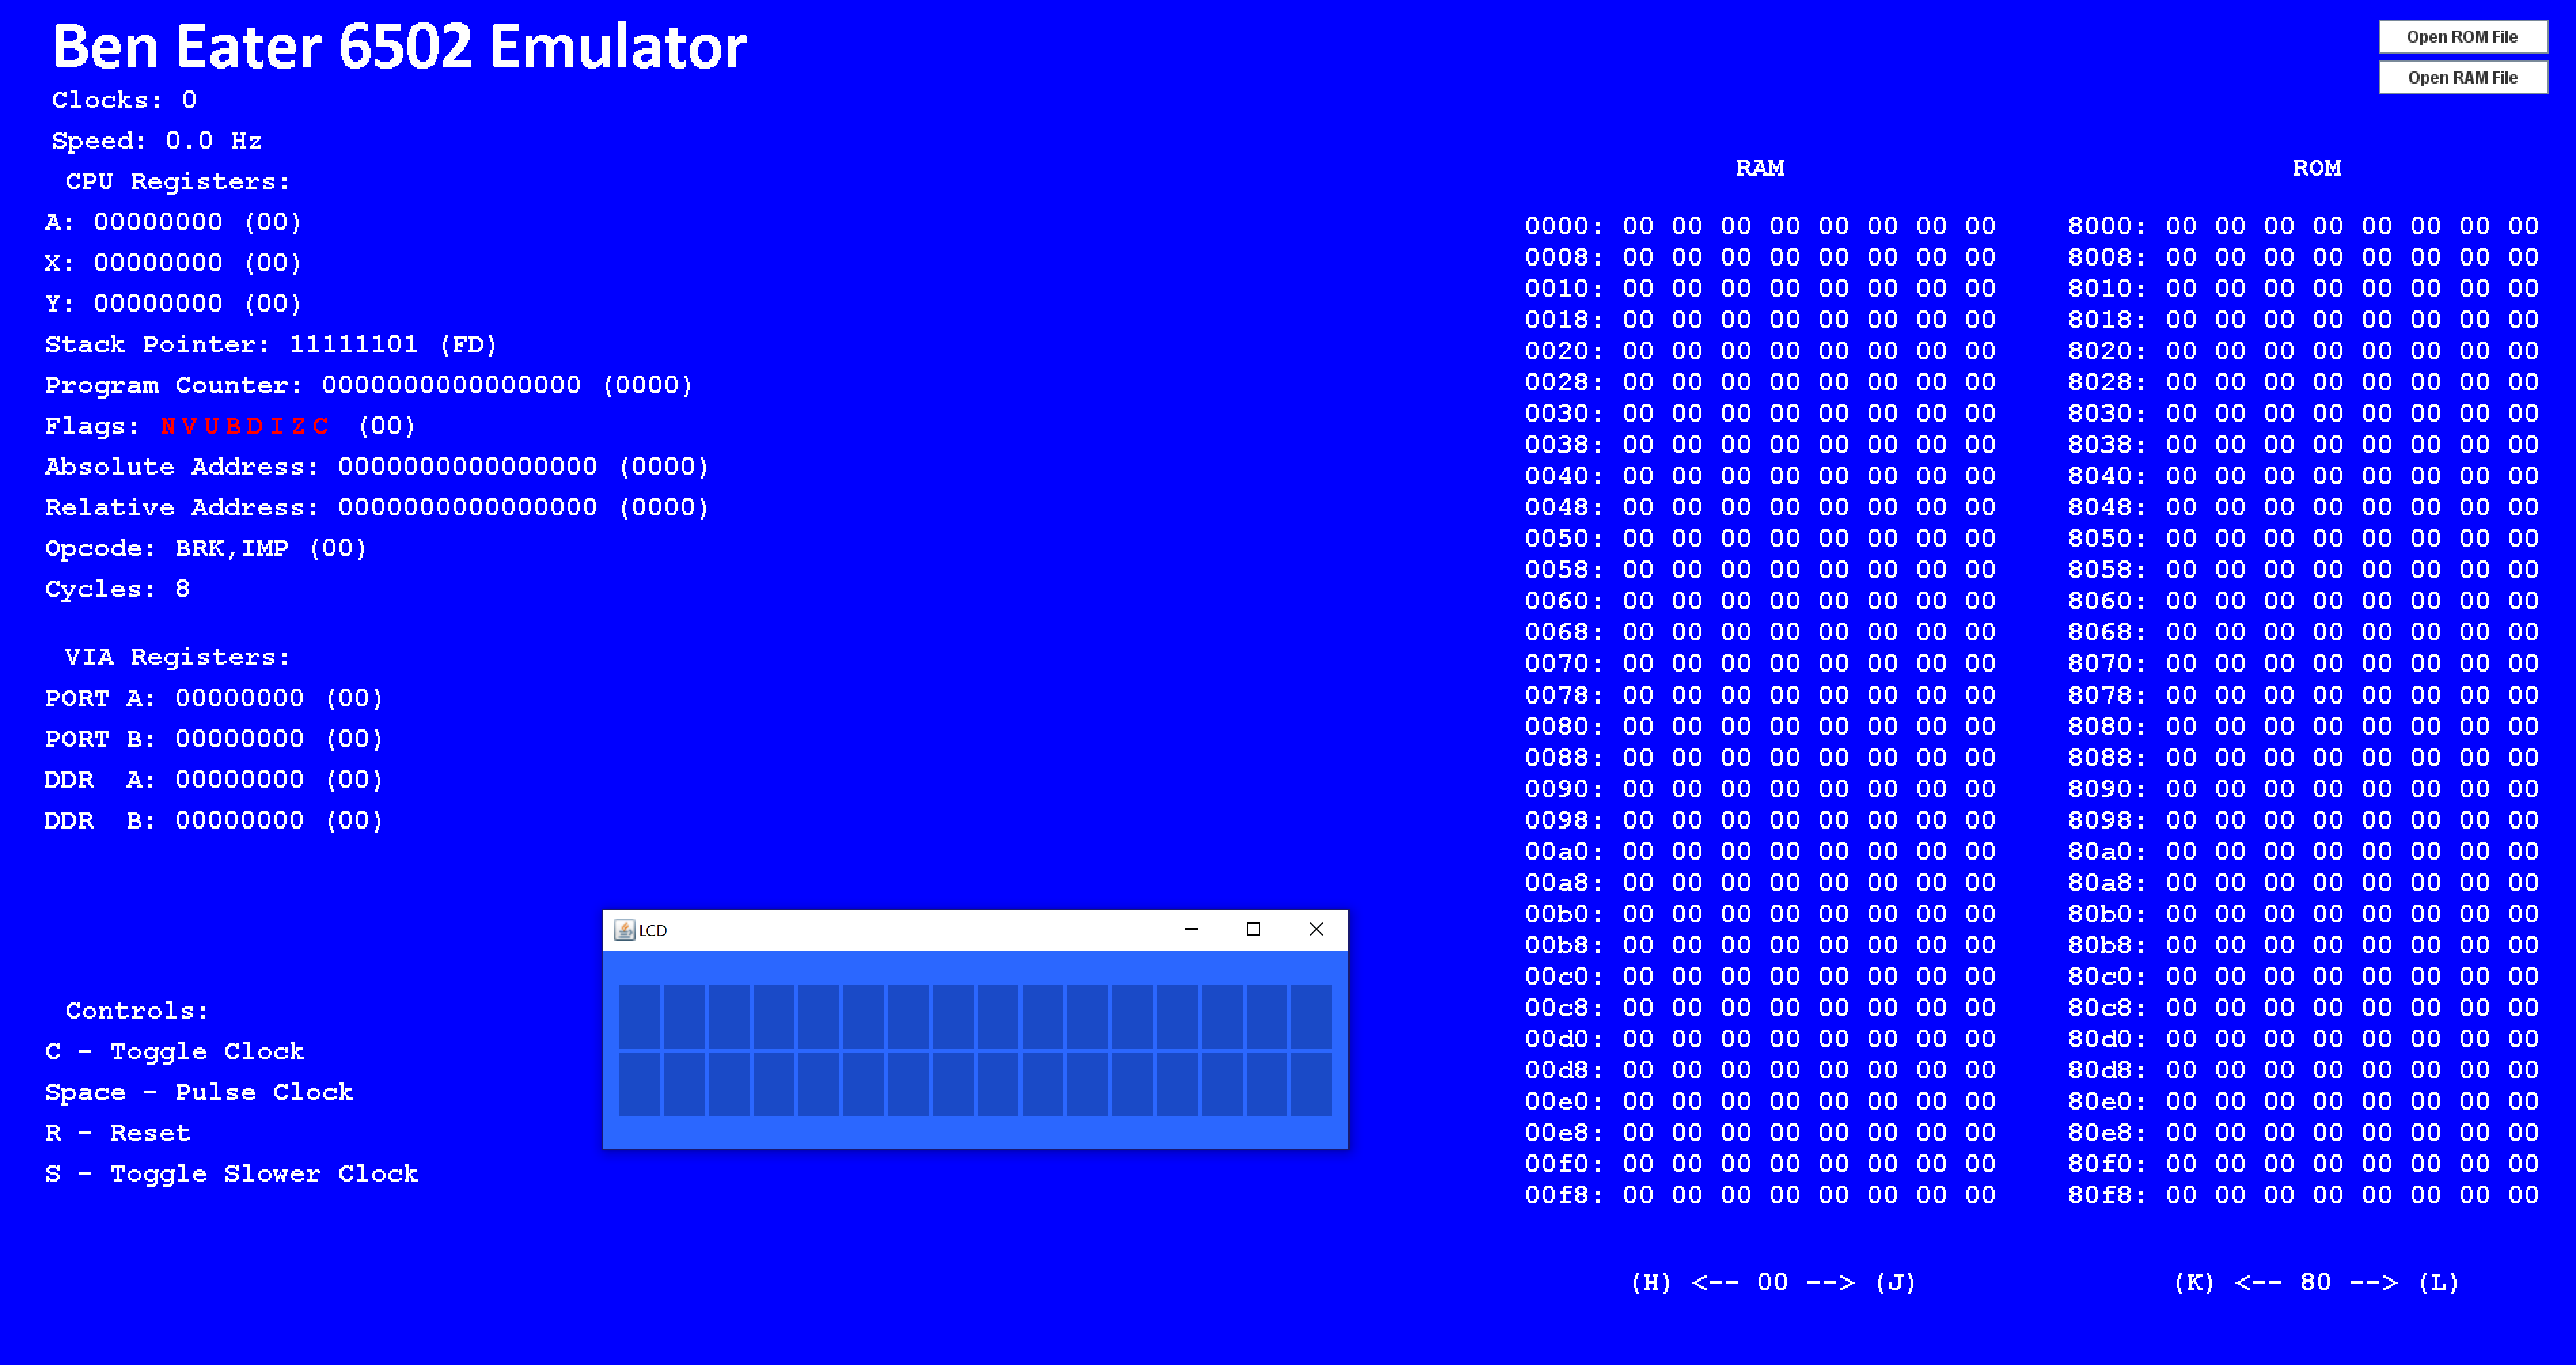 Ben Eater 6502 Emulator
Open ROM File
Open RAM File
Clocks: 0
Speed: 0.0 Hz
CPU Registers:
A: 00000000 (00)
X: 00000000 (00)
Y: 00000000 (00)
Stack Pointer: 11111101 (FD)
Program Counter: 0000000000000000 (0000)
Flags: N V U B D I Z C (00)
Absolute Address: 0000000000000000 (0000)
Relative Address: 0000000000000000 (0000)
Opcode: BRK,IMP (00)
Cycles: 8
VIA Registers:
PORT A: 00000000 (00)
PORT B: 00000000 (00)
DDR  A: 00000000 (00)
DDR  B: 00000000 (00)
Controls:
C - Toggle Clock
Space - Pulse Clock
R - Reset
S - Toggle Slower Clock
LCD
RAM
0000: 00 00 00 00 00 00 00 00
0008: 00 00 00 00 00 00 00 00
0010: 00 00 00 00 00 00 00 00
0018: 00 00 00 00 00 00 00 00
0020: 00 00 00 00 00 00 00 00
0028: 00 00 00 00 00 00 00 00
0030: 00 00 00 00 00 00 00 00
0038: 00 00 00 00 00 00 00 00
0040: 00 00 00 00 00 00 00 00
0048: 00 00 00 00 00 00 00 00
0050: 00 00 00 00 00 00 00 00
0058: 00 00 00 00 00 00 00 00
0060: 00 00 00 00 00 00 00 00
0068: 00 00 00 00 00 00 00 00
0070: 00 00 00 00 00 00 00 00
0078: 00 00 00 00 00 00 00 00
0080: 00 00 00 00 00 00 00 00
0088: 00 00 00 00 00 00 00 00
0090: 00 00 00 00 00 00 00 00
0098: 00 00 00 00 00 00 00 00
00a0: 00 00 00 00 00 00 00 00
00a8: 00 00 00 00 00 00 00 00
00b0: 00 00 00 00 00 00 00 00
00b8: 00 00 00 00 00 00 00 00
00c0: 00 00 00 00 00 00 00 00
00c8: 00 00 00 00 00 00 00 00
00d0: 00 00 00 00 00 00 00 00
00d8: 00 00 00 00 00 00 00 00
00e0: 00 00 00 00 00 00 00 00
00e8: 00 00 00 00 00 00 00 00
00f0: 00 00 00 00 00 00 00 00
00f8: 00 00 00 00 00 00 00 00
(H) <-- 00 --> (J)
ROM
8000: 00 00 00 00 00 00 00 00
8008: 00 00 00 00 00 00 00 00
8010: 00 00 00 00 00 00 00 00
8018: 00 00 00 00 00 00 00 00
8020: 00 00 00 00 00 00 00 00
8028: 00 00 00 00 00 00 00 00
8030: 00 00 00 00 00 00 00 00
8038: 00 00 00 00 00 00 00 00
8040: 00 00 00 00 00 00 00 00
8048: 00 00 00 00 00 00 00 00
8050: 00 00 00 00 00 00 00 00
8058: 00 00 00 00 00 00 00 00
8060: 00 00 00 00 00 00 00 00
8068: 00 00 00 00 00 00 00 00
8070: 00 00 00 00 00 00 00 00
8078: 00 00 00 00 00 00 00 00
8080: 00 00 00 00 00 00 00 00
8088: 00 00 00 00 00 00 00 00
8090: 00 00 00 00 00 00 00 00
8098: 00 00 00 00 00 00 00 00
80a0: 00 00 00 00 00 00 00 00
80a8: 00 00 00 00 00 00 00 00
80b0: 00 00 00 00 00 00 00 00
80b8: 00 00 00 00 00 00 00 00
80c0: 00 00 00 00 00 00 00 00
80c8: 00 00 00 00 00 00 00 00
80d0: 00 00 00 00 00 00 00 00
80d8: 00 00 00 00 00 00 00 00
80e0: 00 00 00 00 00 00 00 00
80e8: 00 00 00 00 00 00 00 00
80f0: 00 00 00 00 00 00 00 00
80f8: 00 00 00 00 00 00 00 00
(K) <-- 80 --> (L)